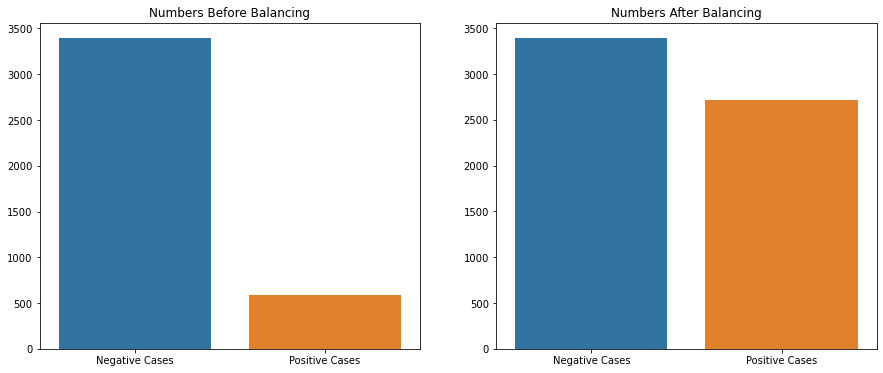 Numbers Before Balancing
3500
3000
2500
2000
1500
1000
500
0
Negative Cases
Positive Cases
Numbers After Balancing
3500
3000
2500
2000
1500
1000
500
0
Negative Cases
Positive Cases